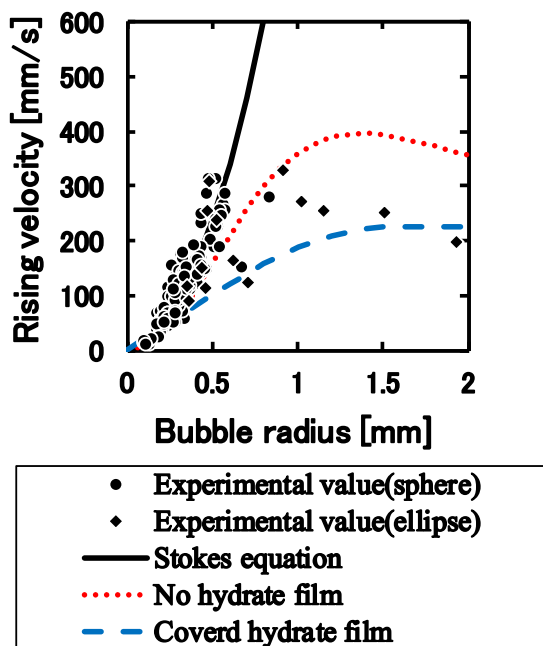 Rising velocity [mm/s]
600
500
400
300
200
100
0
0 0.5 1 1.5 2
Bubble radius [mm]
Experimental value(sphere)
Experimental value(ellipse)
Stokes equation
No hydrate film
Coverd hydrate film